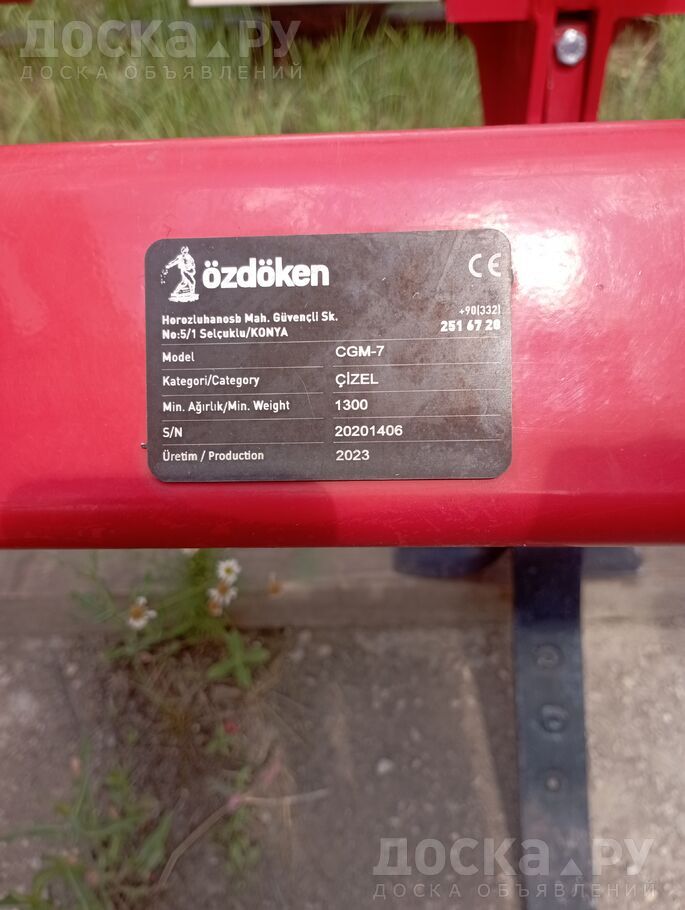 ДОСКА.РУ
ДОСКА ОБЪЯВЛЕНИЙ
özdöken
CE
Horozluhanosb Mah. Güvençli Sk.
No:5/1 Selçuklu/KONYA
+90(332)
251 67 28
Model CGM-7
Kategori/Category ÇİZEL
Min. Ağırlık/Min. Weight 1300
S/N 20201406
Üretim / Production 2023
ДОСКА.РУ
ДОСКА ОБЪЯВЛЕНИЙ